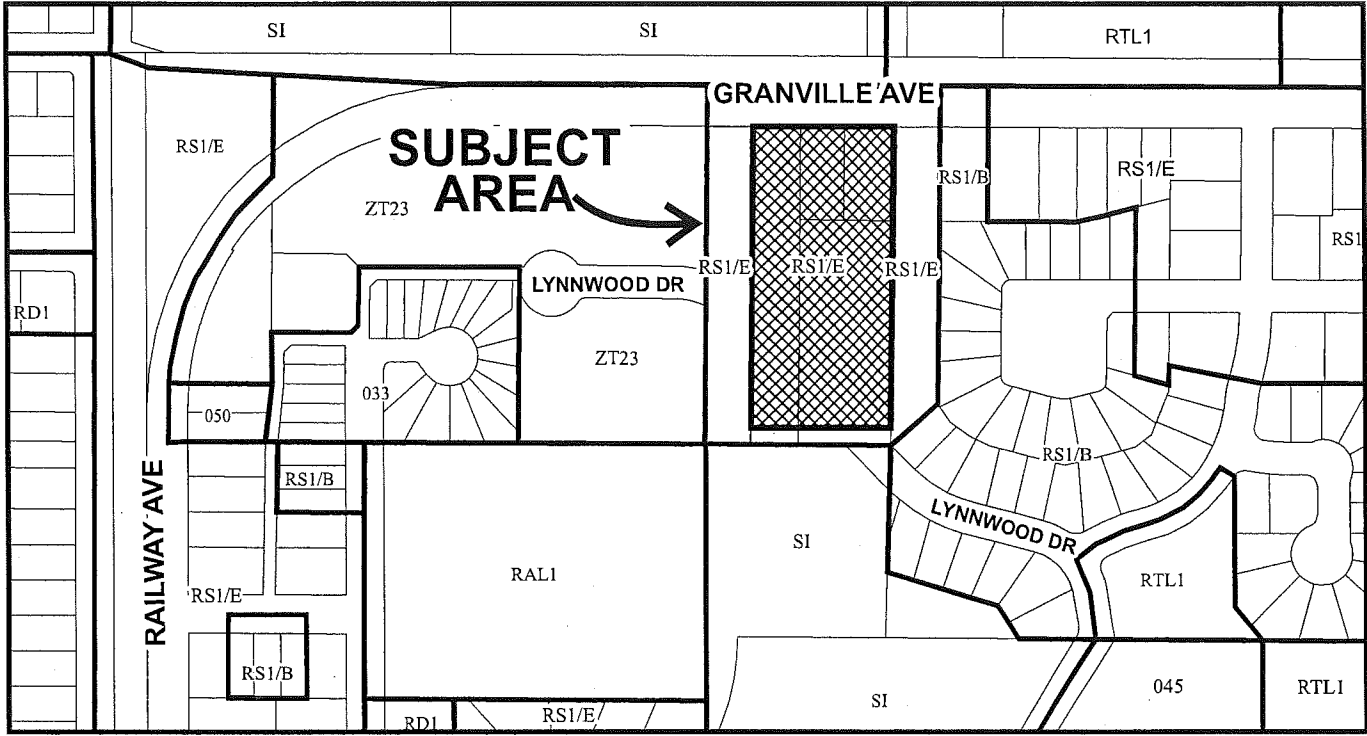 SI
SI
RTL1
GRANVILLE AVE
SUBJECT
AREA
RS1/E
ZT23
RS1/B
RS1/E
RS1
RS1/E
RS1/E
RS1/E
LYNNWOOD DR
RD1
ZT23
033
050
RS1/B
RS1/B
RAILWAY AVE
LYNNWOOD DR
SI
RAL1
RTL1
RS1/E
RS1/B
SI
045
RTL1
RD1
RS1/E